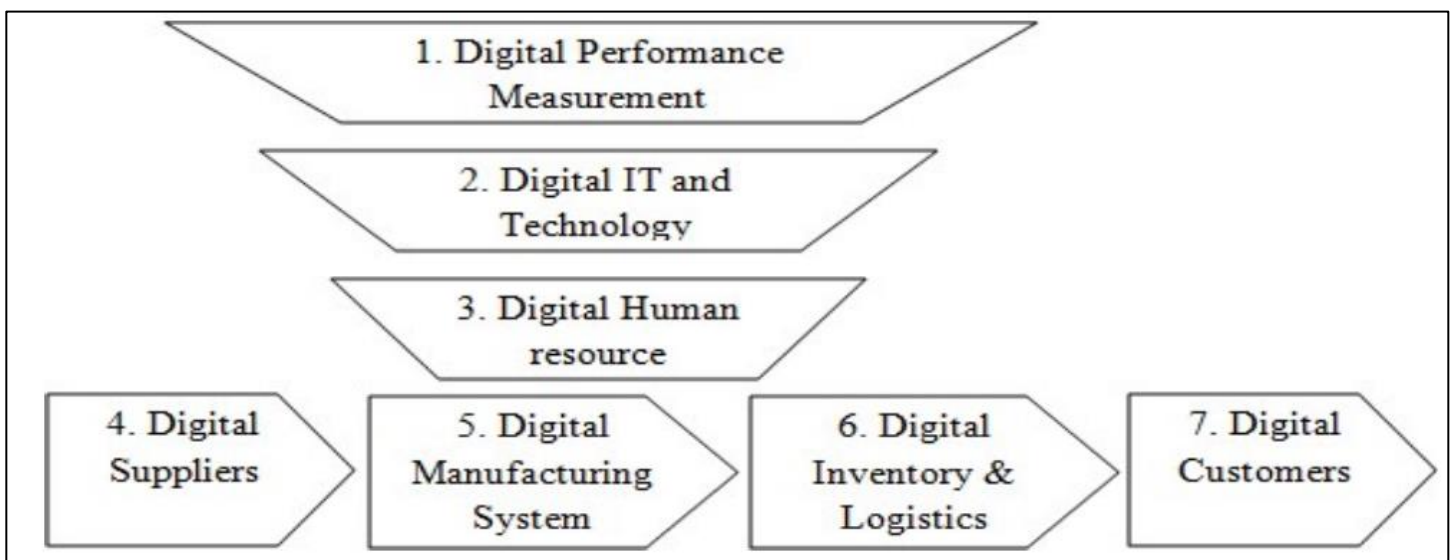 1. Digital Performance
Measurement
2. Digital IT and
Technology
3. Digital Human
resource
4. Digital
Suppliers
5. Digital
Manufacturing
System
6. Digital
Inventory &
Logistics
7. Digital
Customers